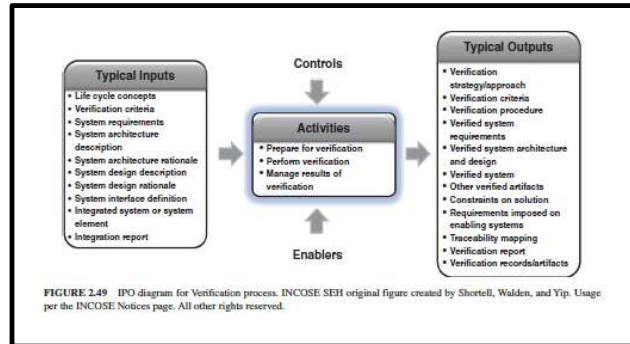 Typical Inputs
• Life cycle concepts
• Verification criteria
• System requirements
• System architecture
description
• System architecture rationale
• System design description
• System design rationale
• System interface definition
• Integrated system or system
element
• Integration report
Controls
Activities
• Prepare for verification
• Perform verification
• Manage results of
verification
Enablers
Typical Outputs
• Verification
strategy/approach
• Verification criteria
• Verification procedure
• Verified system
requirements
• Verified system architecture
and design
• Verified system
• Other verified artifacts
• Constraints on solution
• Requirements imposed on
enabling systems
• Traceability mapping
• Verification report
• Verification records/artifacts
FIGURE 2.49 IPO diagram for Verification process. INCOSE SEH original figure created by Shortell, Walden, and Yip. Usage
per the INCOSE Notices page. All other rights reserved.